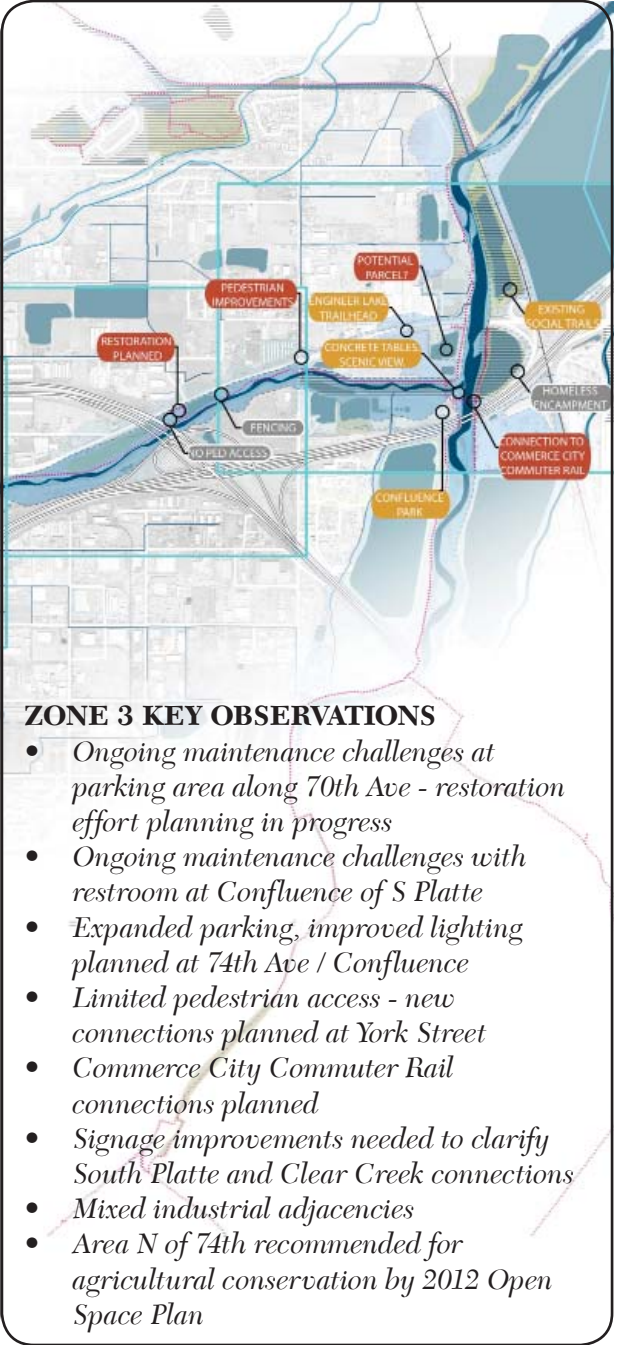 POTENTIAL
PARCEL?
PEDESTRIAN
IMPROVEMENTS
ENGINEER LAKE
TRAILHEAD
EXISTING
SOCIAL TRAILS
RESTORATION
PLANNED
CONCRETE TABLES,
SCENIC VIEW
HOMELESS
ENCAMPMENT
FENCING
NO PED ACCESS
CONNECTION TO
COMMERCE CITY
COMMUTER RAIL
CONFLUENCE
PARK
ZONE 3 KEY OBSERVATIONS
• Ongoing maintenance challenges at
parking area along 70th Ave - restoration
effort planning in progress
• Ongoing maintenance challenges with
restroom at Confluence of S Platte
• Expanded parking, improved lighting
planned at 74th Ave / Confluence
• Limited pedestrian access - new
connections planned at York Street
• Commerce City Commuter Rail
connections planned
• Signage improvements needed to clarify
South Platte and Clear Creek connections
• Mixed industrial adjacencies
• Area N of 74th recommended for
agricultural conservation by 2012 Open
Space Plan